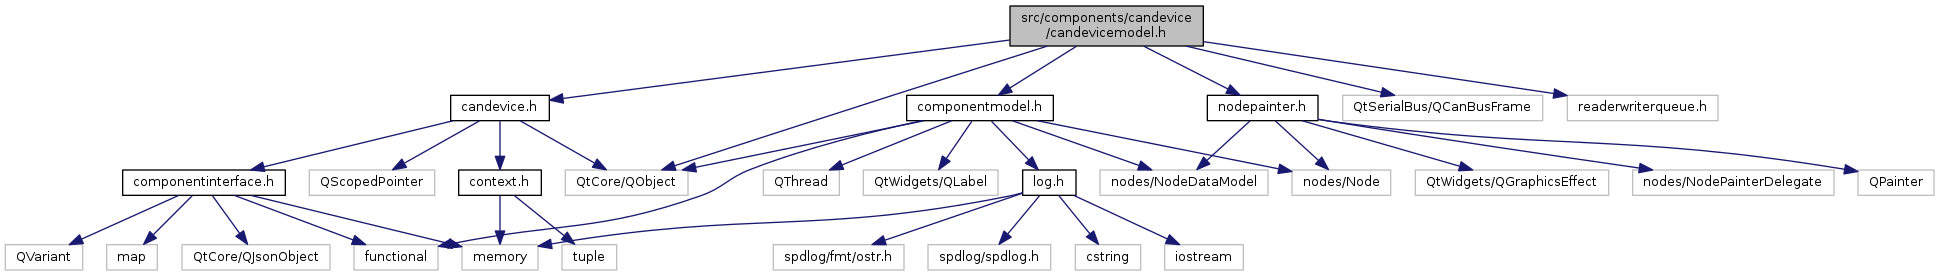 src/components/candevice
/candevicemodel.h
candevice.h
componentmodel.h
nodepainter.h
QtSerialBus/QCanBusFrame
readerwriterqueue.h
componentinterface.h
QScopedPointer
context.h
QtCore/QObject
QThread
QtWidgets/QLabel
log.h
nodes/NodeDataModel
nodes/Node
QtWidgets/QGraphicsEffect
nodes/NodePainterDelegate
QPainter
QVariant
map
QtCore/QJsonObject
functional
memory
tuple
spdlog/fmt/ostr.h
spdlog/spdlog.h
cstring
iostream